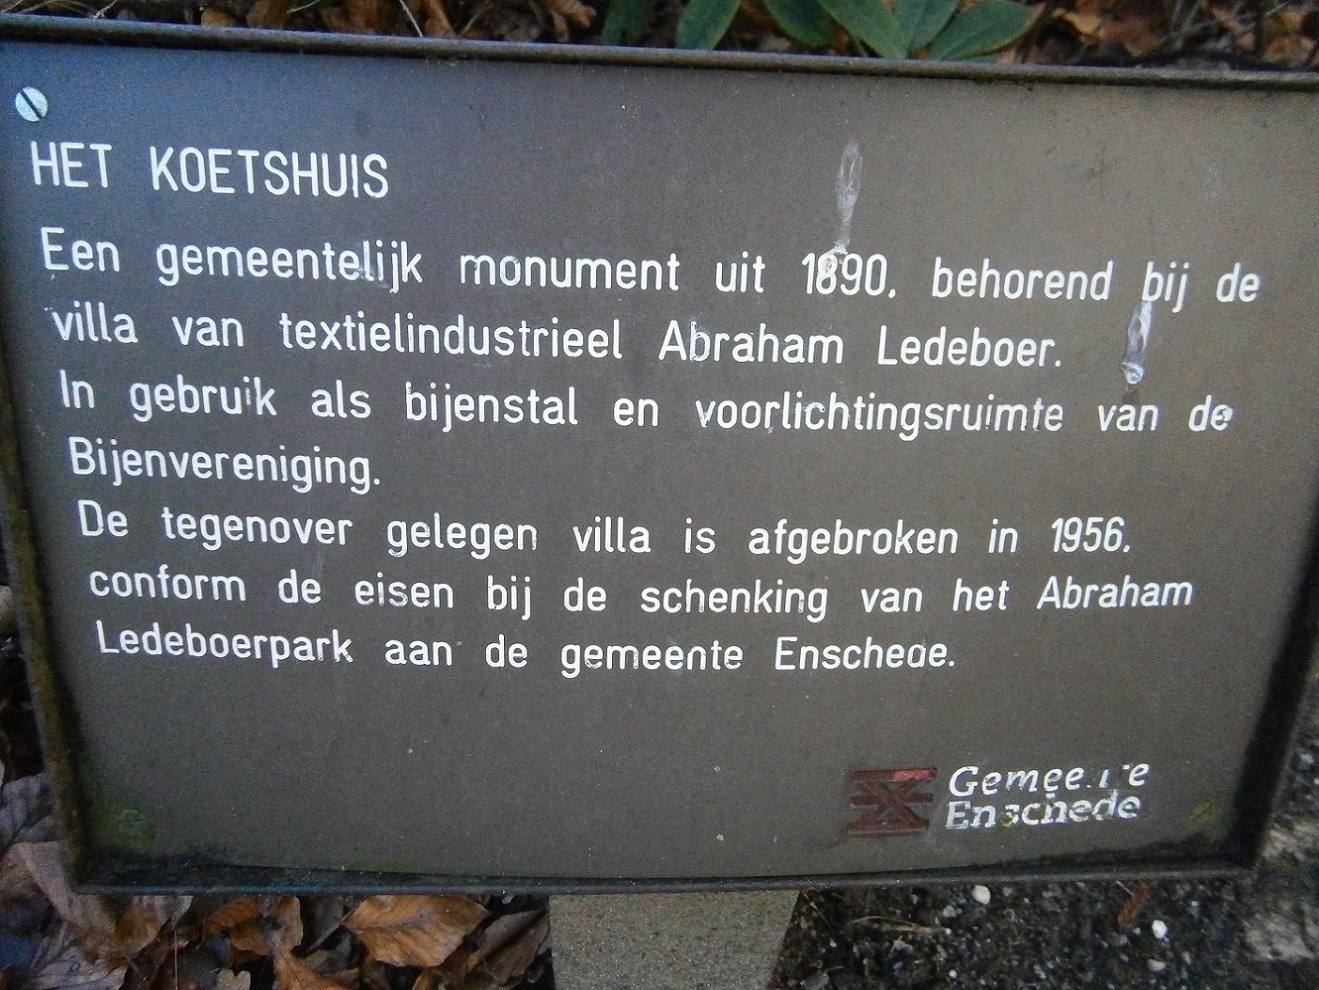 HET KOETSHUIS
Een gemeentelijk monument uit 1890, behorend bij de
villa van textielindustrieel Abraham Ledeboer.
In gebruik als bijenstal en voorlichtingsruimte van de
Bijenvereniging.
De tegenover gelegen villa is afgebroken in 1956,
conform de eisen bij de schenking van het Abraham
Ledeboerpark aan de gemeente Enschede.
Gemeente
Enschede